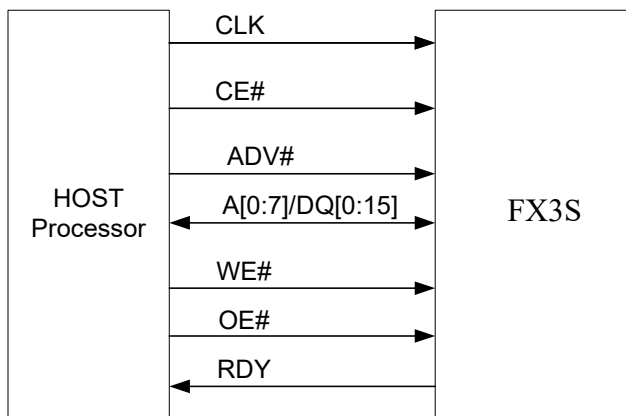 CLK
CE#
ADV#
A[0:7]/DQ[0:15]
HOST
Processor
FX3S
WE#
OE#
RDY